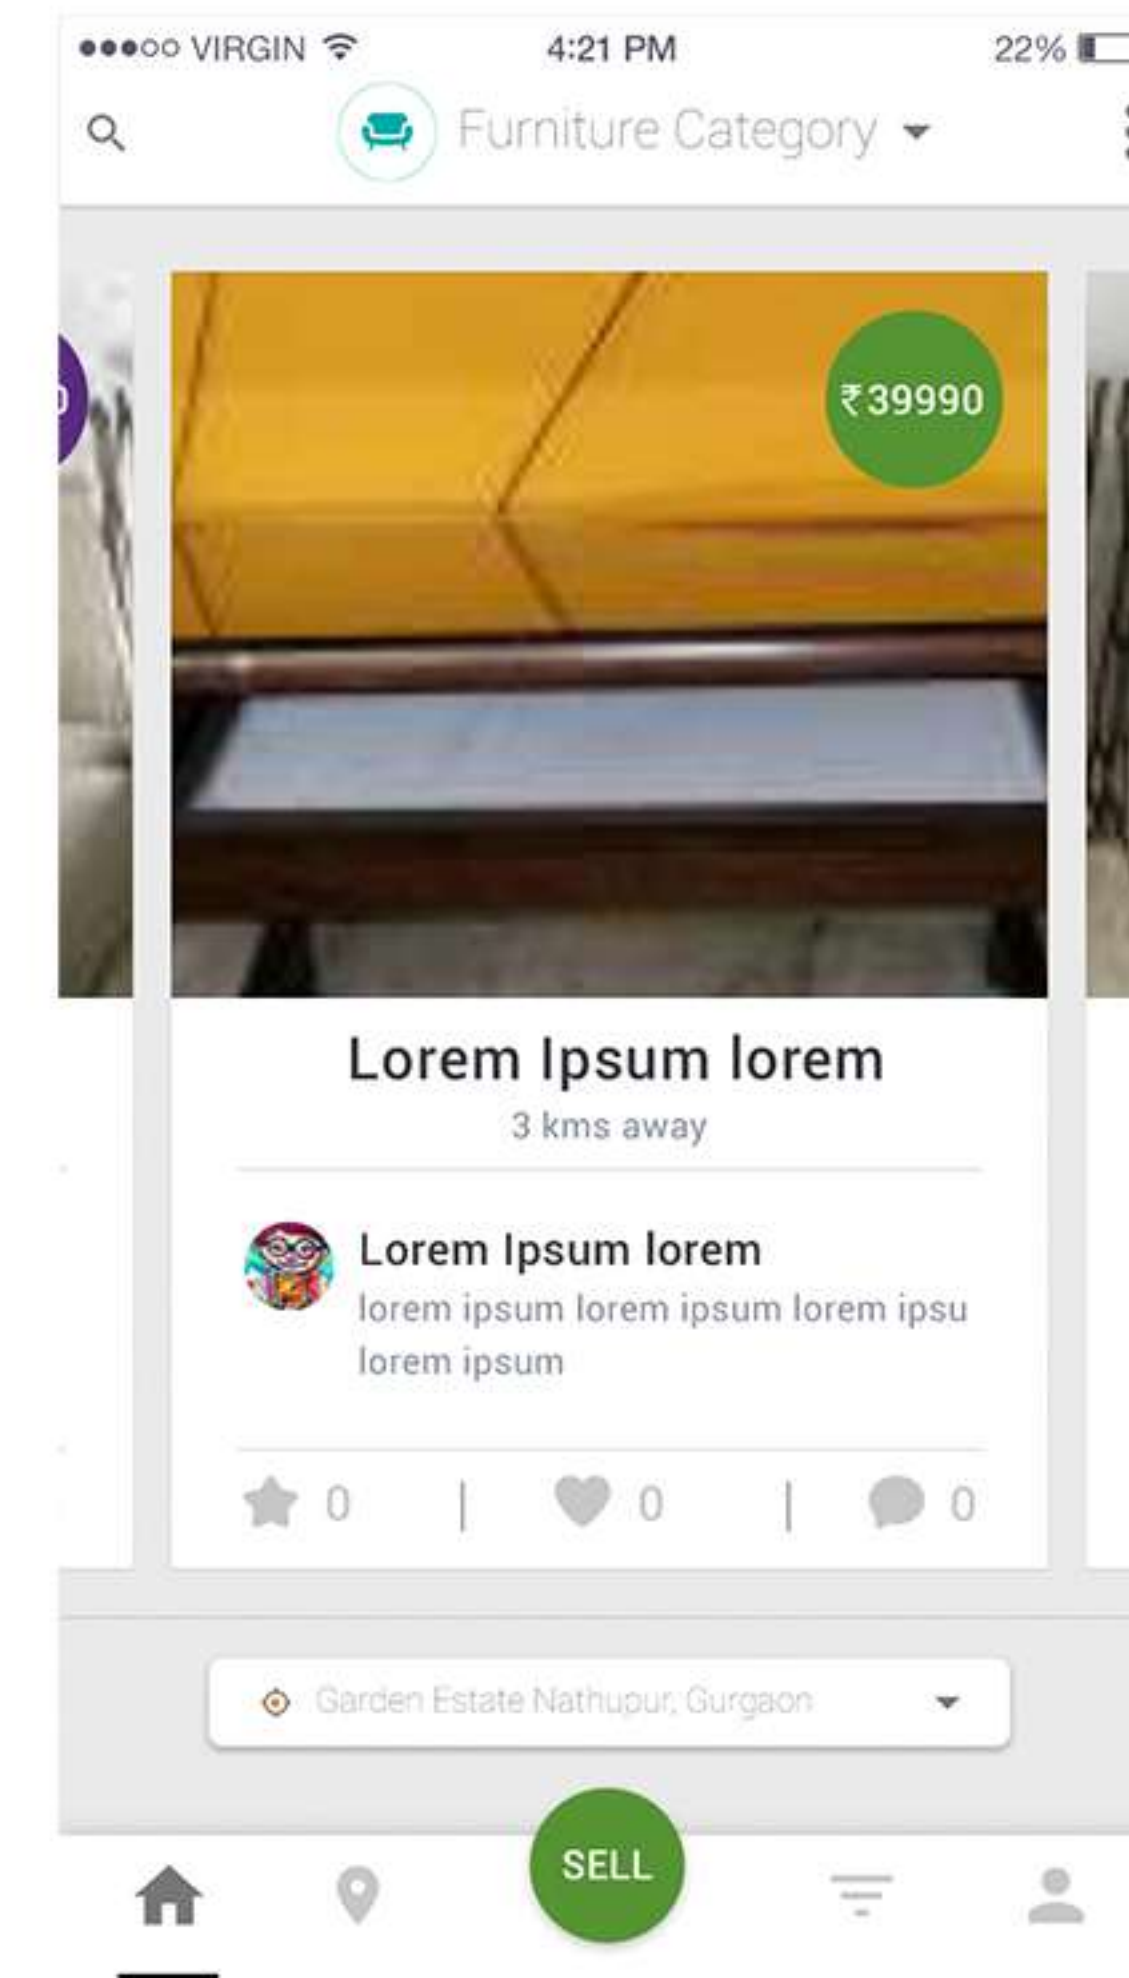 VIRGIN 4:21 PM 22%
Furniture Category
₹39990
Lorem Ipsum lorem
3 kms away
Lorem Ipsum lorem
lorem ipsum lorem ipsum lorem ipsu
lorem ipsum
0 | 0 | 0
Garden Estate Nathupur, Gurgaon
SELL